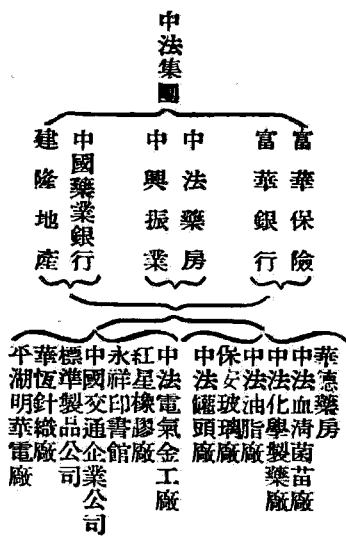 中法集團
富華保險
富華銀行
中法藥房
中興振業
中國藥業銀行
建隆地產
華憲藥房
中法血清菌苗廠
中法化學製藥廠
中法油脂廠
保安玻璃廠
中法罐頭廠
中法電氣金工廠
紅星橡膠廠
永祥印書館
中國交通企業公司
標準製品公司
華恆針織廠
平湖明華電廠